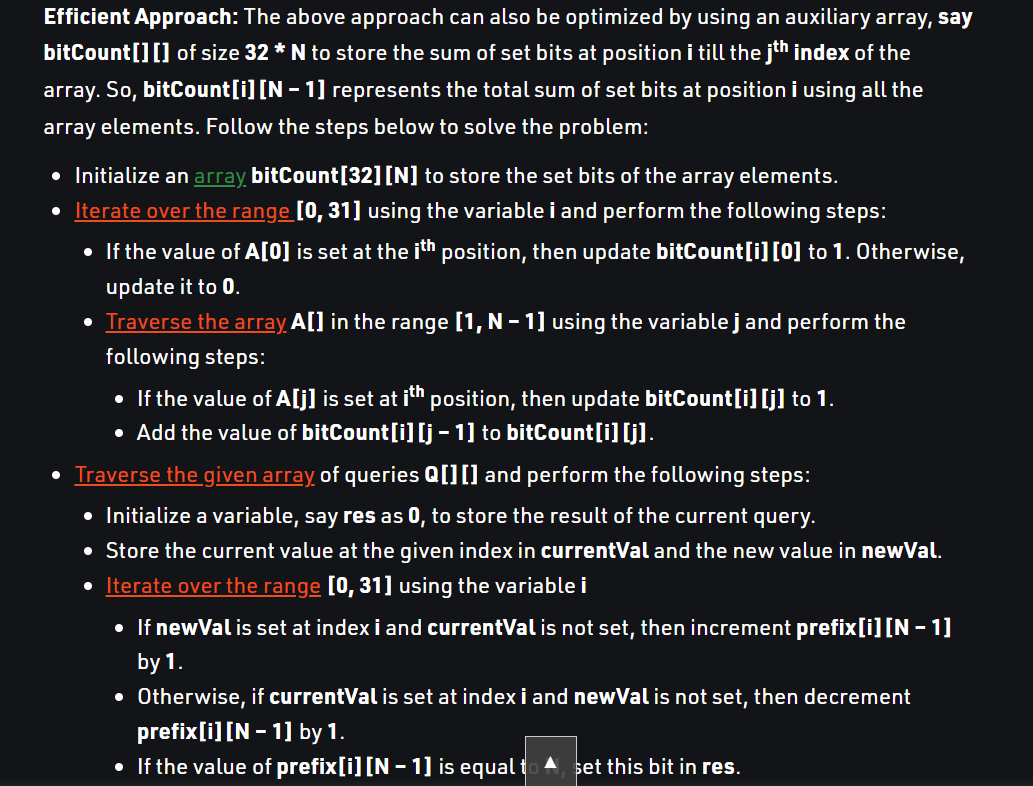 Efficient Approach: The above approach can also be optimized by using an auxiliary array, say
bitCount[][] of size 32 * N to store the sum of set bits at position i till the jth index of the
array. So, bitCount[i][N – 1] represents the total sum of set bits at position i using all the
array elements. Follow the steps below to solve the problem:
• Initialize an array bitCount[32][N] to store the set bits of the array elements.
• Iterate over the range [0, 31] using the variable i and perform the following steps:
• If the value of A[0] is set at the ith position, then update bitCount[i][0] to 1. Otherwise,
update it to 0.
• Traverse the array A[] in the range [1, N – 1] using the variable j and perform the
following steps:
• If the value of A[j] is set at ith position, then update bitCount[i][j] to 1.
• Add the value of bitCount[i][j – 1] to bitCount[i][j].
• Traverse the given array of queries Q[][] and perform the following steps:
• Initialize a variable, say res as 0, to store the result of the current query.
• Store the current value at the given index in currentVal and the new value in newVal.
• Iterate over the range [0, 31] using the variable i
• If newVal is set at index i and currentVal is not set, then increment prefix[i][N – 1]
by 1.
• Otherwise, if currentVal is set at index i and newVal is not set, then decrement
prefix[i][N – 1] by 1.
• If the value of prefix[i][N – 1] is equal to N, set this bit in res.